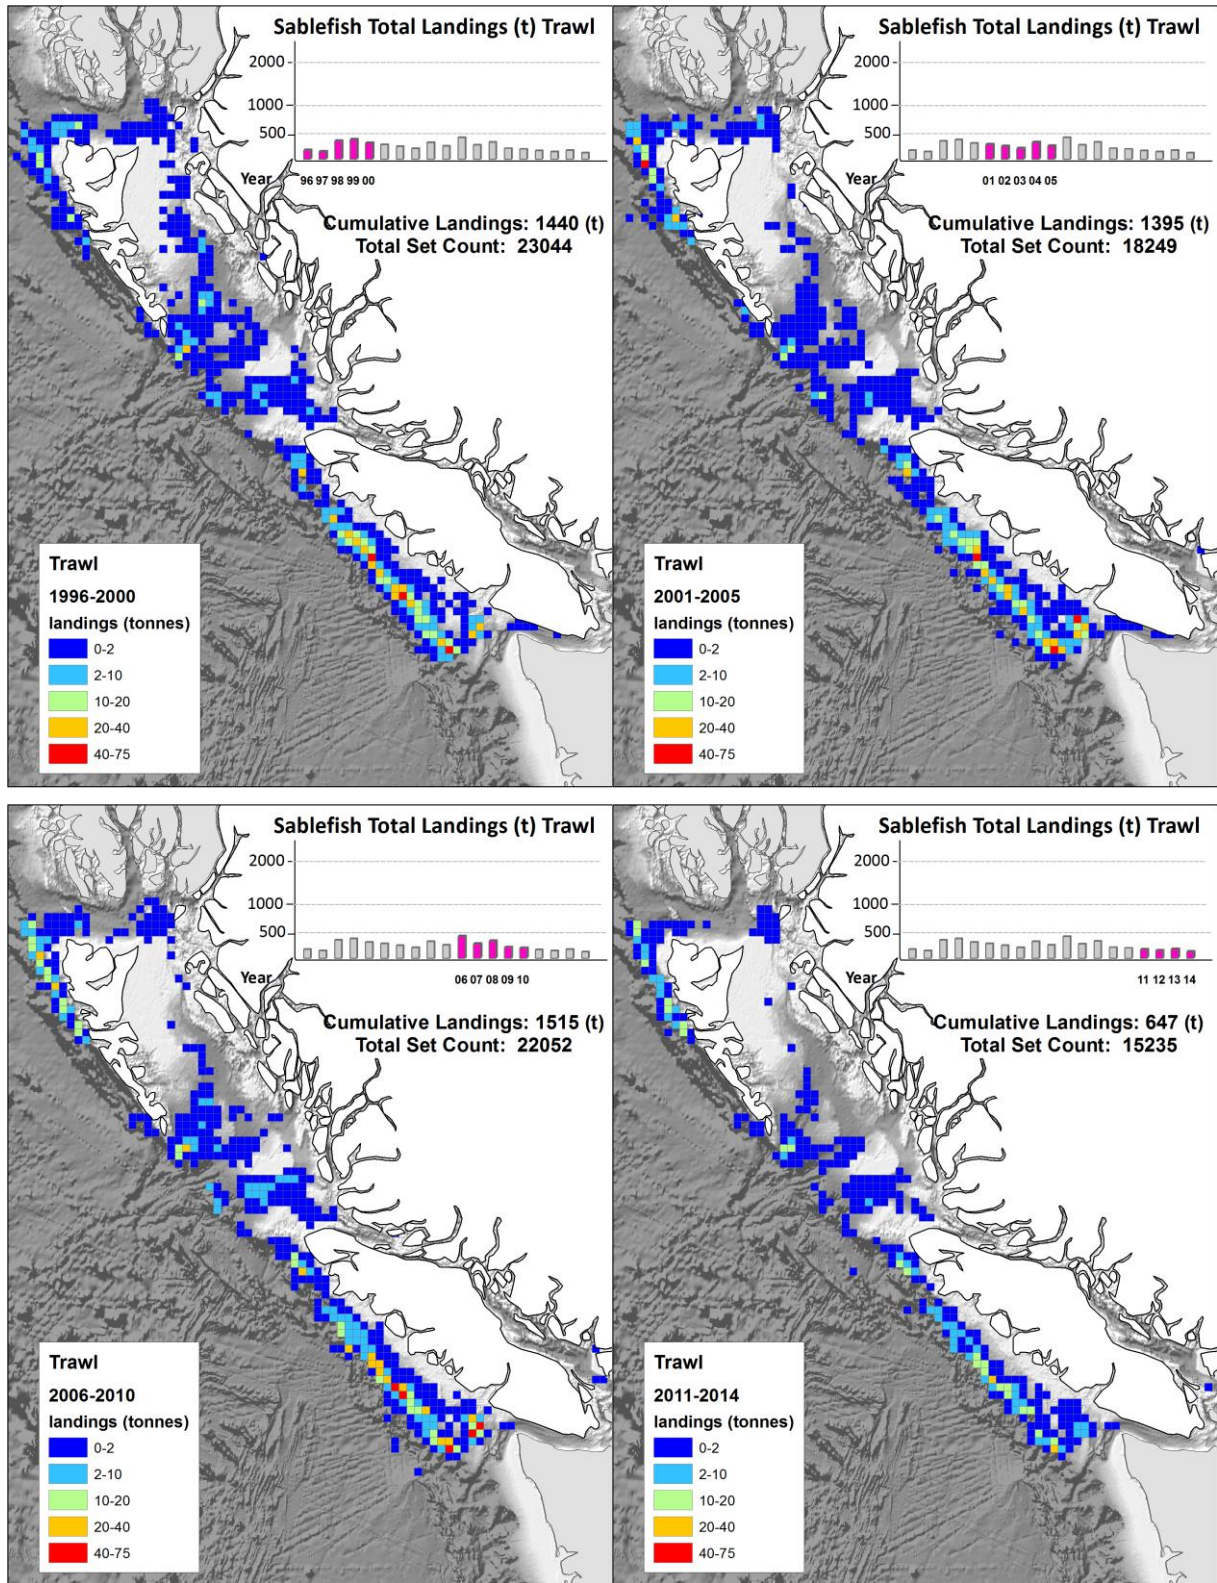 Sablefish Total Landings (t) Trawl
2000
1000
500
Year
96 97 98 99 00
Cumulative Landings: 1440 (t)
Total Set Count: 23044
Trawl
1996-2000
landings (tonnes)
0-2
2-10
10-20
20-40
40-75
Sablefish Total Landings (t) Trawl
2000
1000
500
Year
01 02 03 04 05
Cumulative Landings: 1395 (t)
Total Set Count: 18249
Trawl
2001-2005
landings (tonnes)
0-2
2-10
10-20
20-40
40-75
Sablefish Total Landings (t) Trawl
2000
1000
500
Year
06 07 08 09 10
Cumulative Landings: 1515 (t)
Total Set Count: 22052
Trawl
2006-2010
landings (tonnes)
0-2
2-10
10-20
20-40
40-75
Sablefish Total Landings (t) Trawl
2000
1000
500
Year
11 12 13 14
Cumulative Landings: 647 (t)
Total Set Count: 15235
Trawl
2011-2014
landings (tonnes)
0-2
2-10
10-20
20-40
40-75